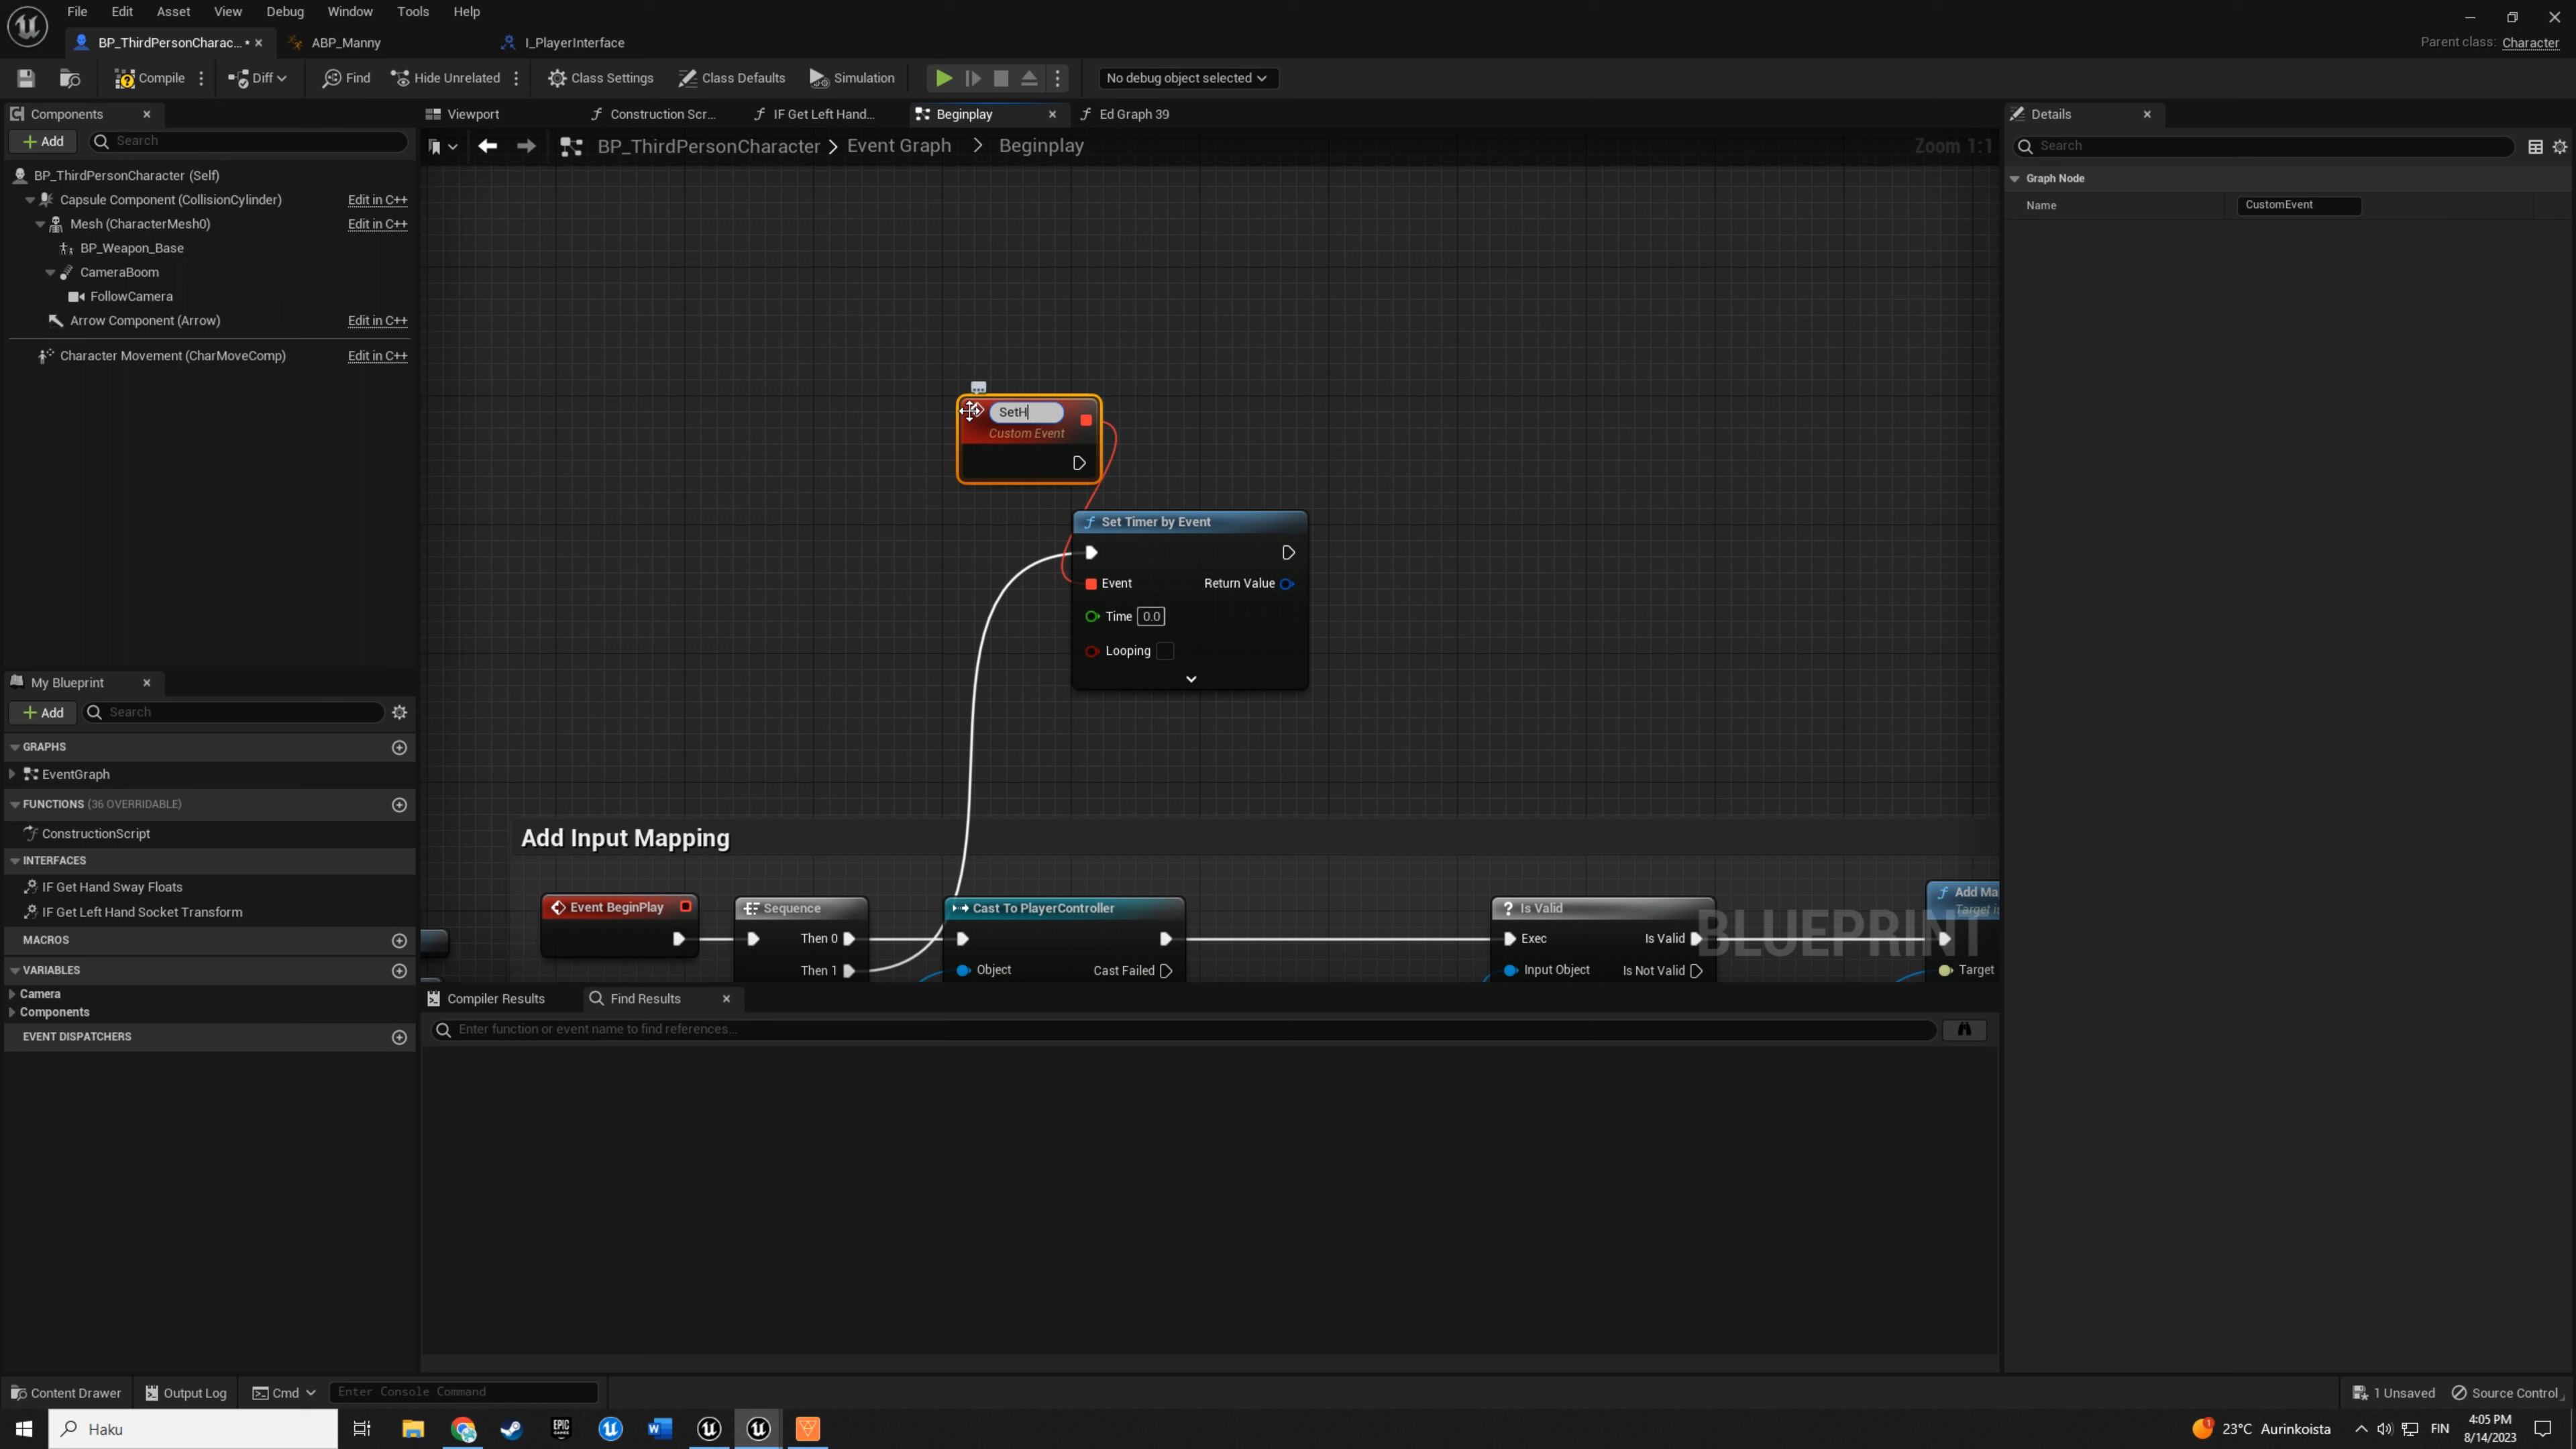 File Edit Asset View Debug Window Tools Help
BP_ThirdPersonCharac... • ABP_Manny I_PlayerInterface
Parent class: Character
Compile Diff Find Hide Unrelated Class Settings Class Defaults Simulation No debug object selected
Components
Add Search
BP_ThirdPersonCharacter (Self)
Capsule Component (CollisionCylinder) Edit in C++
Mesh (CharacterMesh0) Edit in C++
BP_Weapon_Base
CameraBoom
FollowCamera
Arrow Component (Arrow) Edit in C++
Character Movement (CharMoveComp) Edit in C++
My Blueprint
Add Search
GRAPHS
EventGraph
FUNCTIONS (36 OVERRIDABLE)
ConstructionScript
INTERFACES
IF Get Hand Sway Floats
IF Get Left Hand Socket Transform
MACROS
VARIABLES
Camera
Components
EVENT DISPATCHERS
Viewport Construction Scr... IF Get Left Hand... Beginplay Ed Graph 39
BP_ThirdPersonCharacter > Event Graph > Beginplay
Zoom 1:1
SetH
Custom Event
Set Timer by Event
Event Return Value
Time 0.0
Looping
Add Input Mapping
Event BeginPlay
Sequence
Then 0
Then 1
Cast To PlayerController
Object Cast Failed
Is Valid
Exec Is Valid
Input Object Is Not Valid
Add Ma
Target is
Target
BLUEPRINT
Compiler Results Find Results
Enter function or event name to find references...
Details
Search
Graph Node
Name CustomEvent
Content Drawer Output Log Cmd Enter Console Command
1 Unsaved Source Control
Haku
EPIC GAMES
23°C Aurinkoista
FIN
4:05 PM
8/14/2023